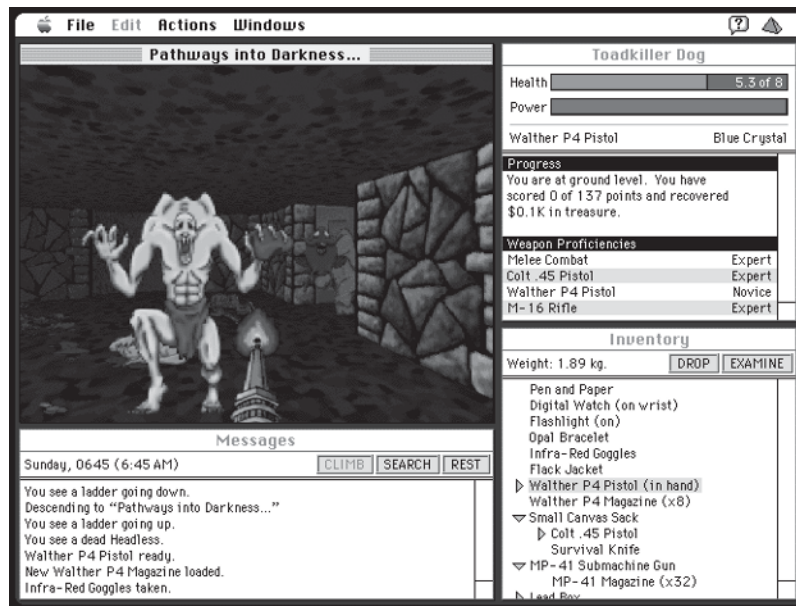 File Edit Actions Windows
Pathways into Darkness...
Toadkiller Dog
Health 5.3 of 8
Power
Walther P4 Pistol Blue Crystal
Progress
You are at ground level. You have
scored 0 of 137 points and recovered
$0.1K in treasure.
Weapon Proficiencies
Melee Combat Expert
Colt .45 Pistol Expert
Walther P4 Pistol Novice
M-16 Rifle Expert
Inventory
Weight: 1.89 kg. DROP EXAMINE
Pen and Paper
Digital Watch (on wrist)
Flashlight (on)
Opal Bracelet
Infra-Red Goggles
Flack Jacket
Walther P4 Pistol (in hand)
Walther P4 Magazine (x8)
Small Canvas Sack
Colt .45 Pistol
Survival Knife
MP-41 Submachine Gun
MP-41 Magazine (x32)
Lead Box
Messages
Sunday, 0645 (6:45 AM) CLIMB SEARCH REST
You see a ladder going down.
Descending to “Pathways into Darkness...”
You see a ladder going up.
You see a dead Headless.
Walther P4 Pistol ready.
New Walther P4 Magazine loaded.
Infra-Red Goggles taken.